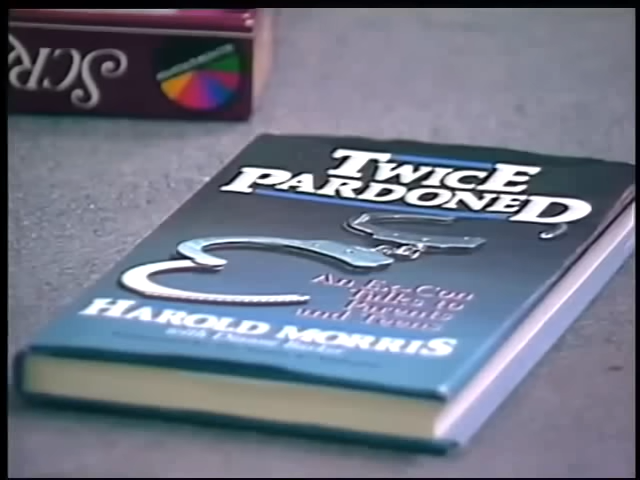 SCR
TWICE
PARDONED
An Ex-Con
Talks to
Parents
and Teens
HAROLD MORRIS
with Dianne Barker